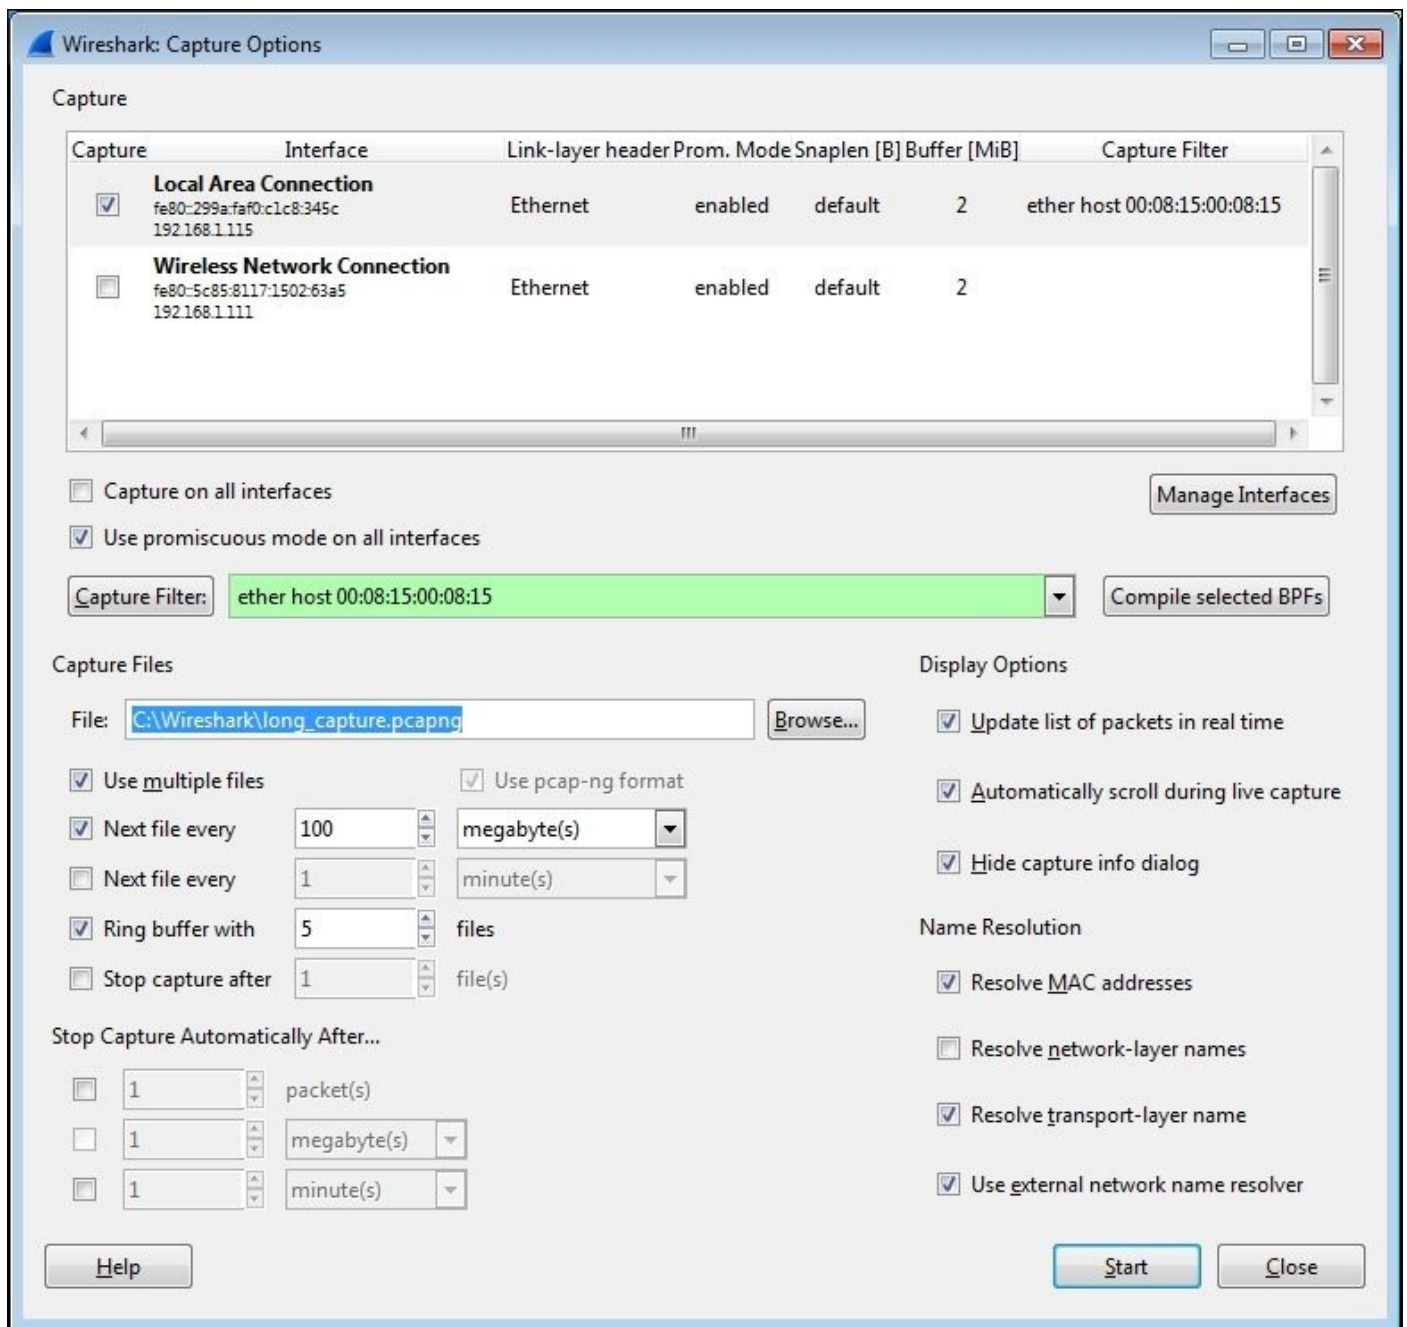 Wireshark: Capture Options
Capture
Capture Interface Link-layer header Prom. Mode Snaplen [B] Buffer [MiB] Capture Filter
Local Area Connection
fe80::299a:faf0:c1c8:345c
192.168.1.115
Ethernet enabled default 2 ether host 00:08:15:00:08:15
Wireless Network Connection
fe80::5c85:8117:1502:63a5
192.168.1.111
Ethernet enabled default 2
Capture on all interfaces
Manage Interfaces
Use promiscuous mode on all interfaces
Capture Filter: ether host 00:08:15:00:08:15 Compile selected BPFs
Capture Files
File: C:\Wireshark\long_capture.pcapng Browse...
Use multiple files Use pcap-ng format
Next file every 100 megabyte(s)
Next file every 1 minute(s)
Ring buffer with 5 files
Stop capture after 1 file(s)
Stop Capture Automatically After...
1 packet(s)
1 megabyte(s)
1 minute(s)
Display Options
Update list of packets in real time
Automatically scroll during live capture
Hide capture info dialog
Name Resolution
Resolve MAC addresses
Resolve network-layer names
Resolve transport-layer name
Use external network name resolver
Help Start Close